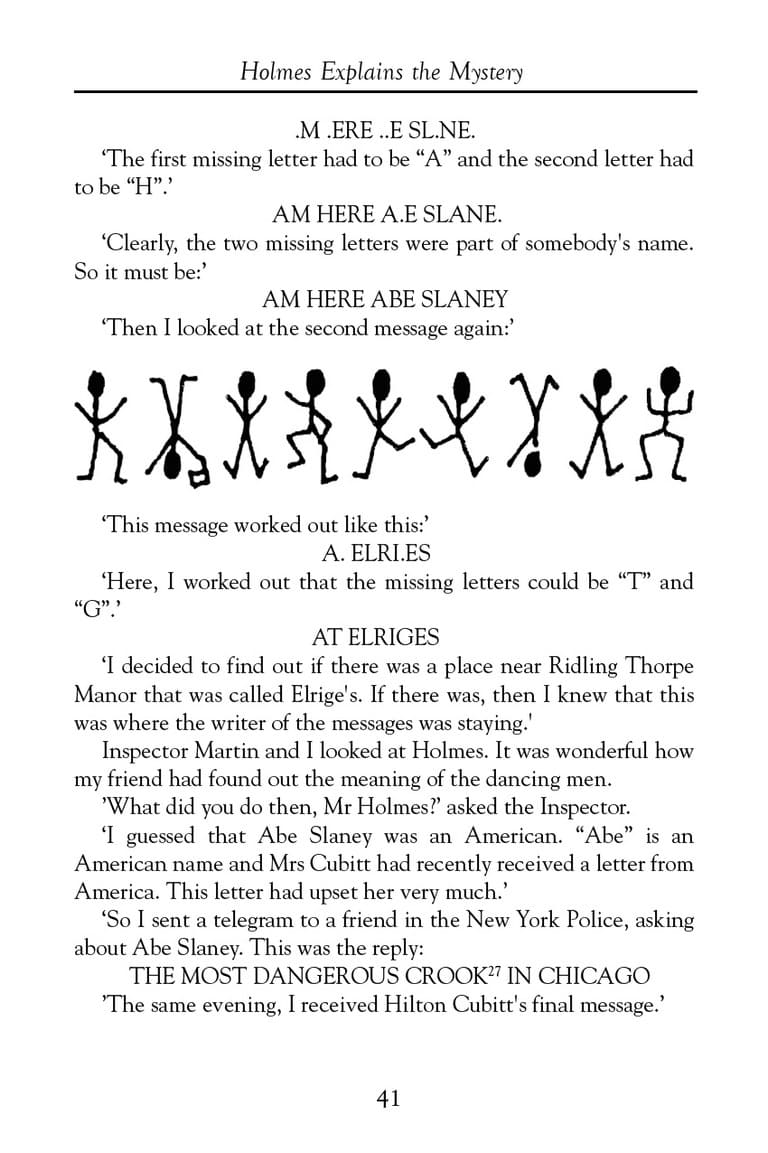 Holmes Explains the Mystery
.M .ERE ..E SL.NE.
‘The first missing letter had to be “A” and the second letter had
to be “H”.’
AM HERE A.E SLANE.
‘Clearly, the two missing letters were part of somebody's name.
So it must be:’
AM HERE ABE SLANEY
‘Then I looked at the second message again:’
‘This message worked out like this:’
A. ELRI.ES
‘Here, I worked out that the missing letters could be “T” and
“G”.’
AT ELRIGES
‘I decided to find out if there was a place near Ridling Thorpe
Manor that was called Elrige's. If there was, then I knew that this
was where the writer of the messages was staying.'
Inspector Martin and I looked at Holmes. It was wonderful how
my friend had found out the meaning of the dancing men.
’What did you do then, Mr Holmes?’ asked the Inspector.
‘I guessed that Abe Slaney was an American. “Abe” is an
American name and Mrs Cubitt had recently received a letter from
America. This letter had upset her very much.’
‘So I sent a telegram to a friend in the New York Police, asking
about Abe Slaney. This was the reply:
THE MOST DANGEROUS CROOK27 IN CHICAGO
’The same evening, I received Hilton Cubitt's final message.’
41